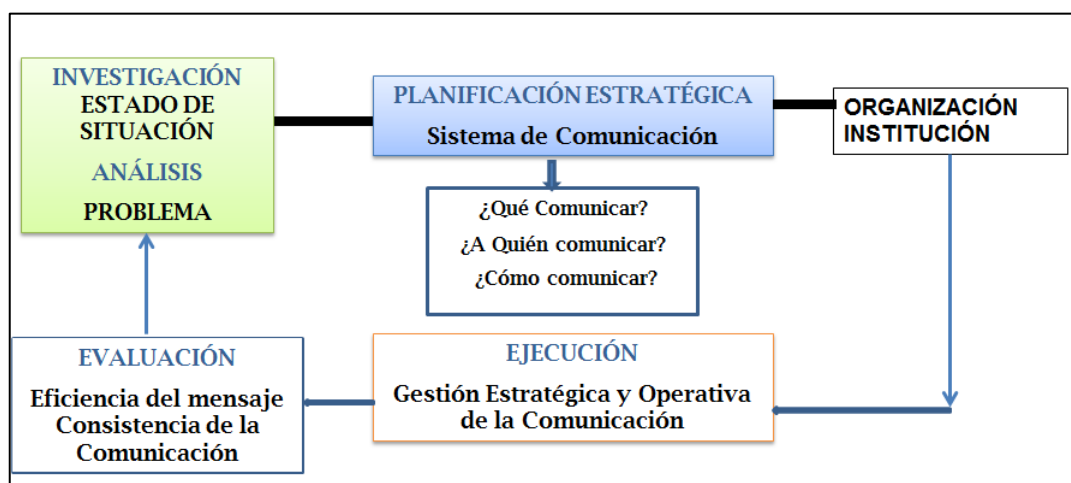 INVESTIGACIÓN
ESTADO DE
SITUACIÓN
ANÁLISIS
PROBLEMA
PLANIFICACIÓN ESTRATÉGICA
Sistema de Comunicación
ORGANIZACIÓN
INSTITUCIÓN
¿Qué Comunicar?
¿A Quién comunicar?
¿Cómo comunicar?
EVALUACIÓN
Eficiencia del mensaje
Consistencia de la
Comunicación
EJECUCIÓN
Gestión Estratégica y Operativa
de la Comunicación